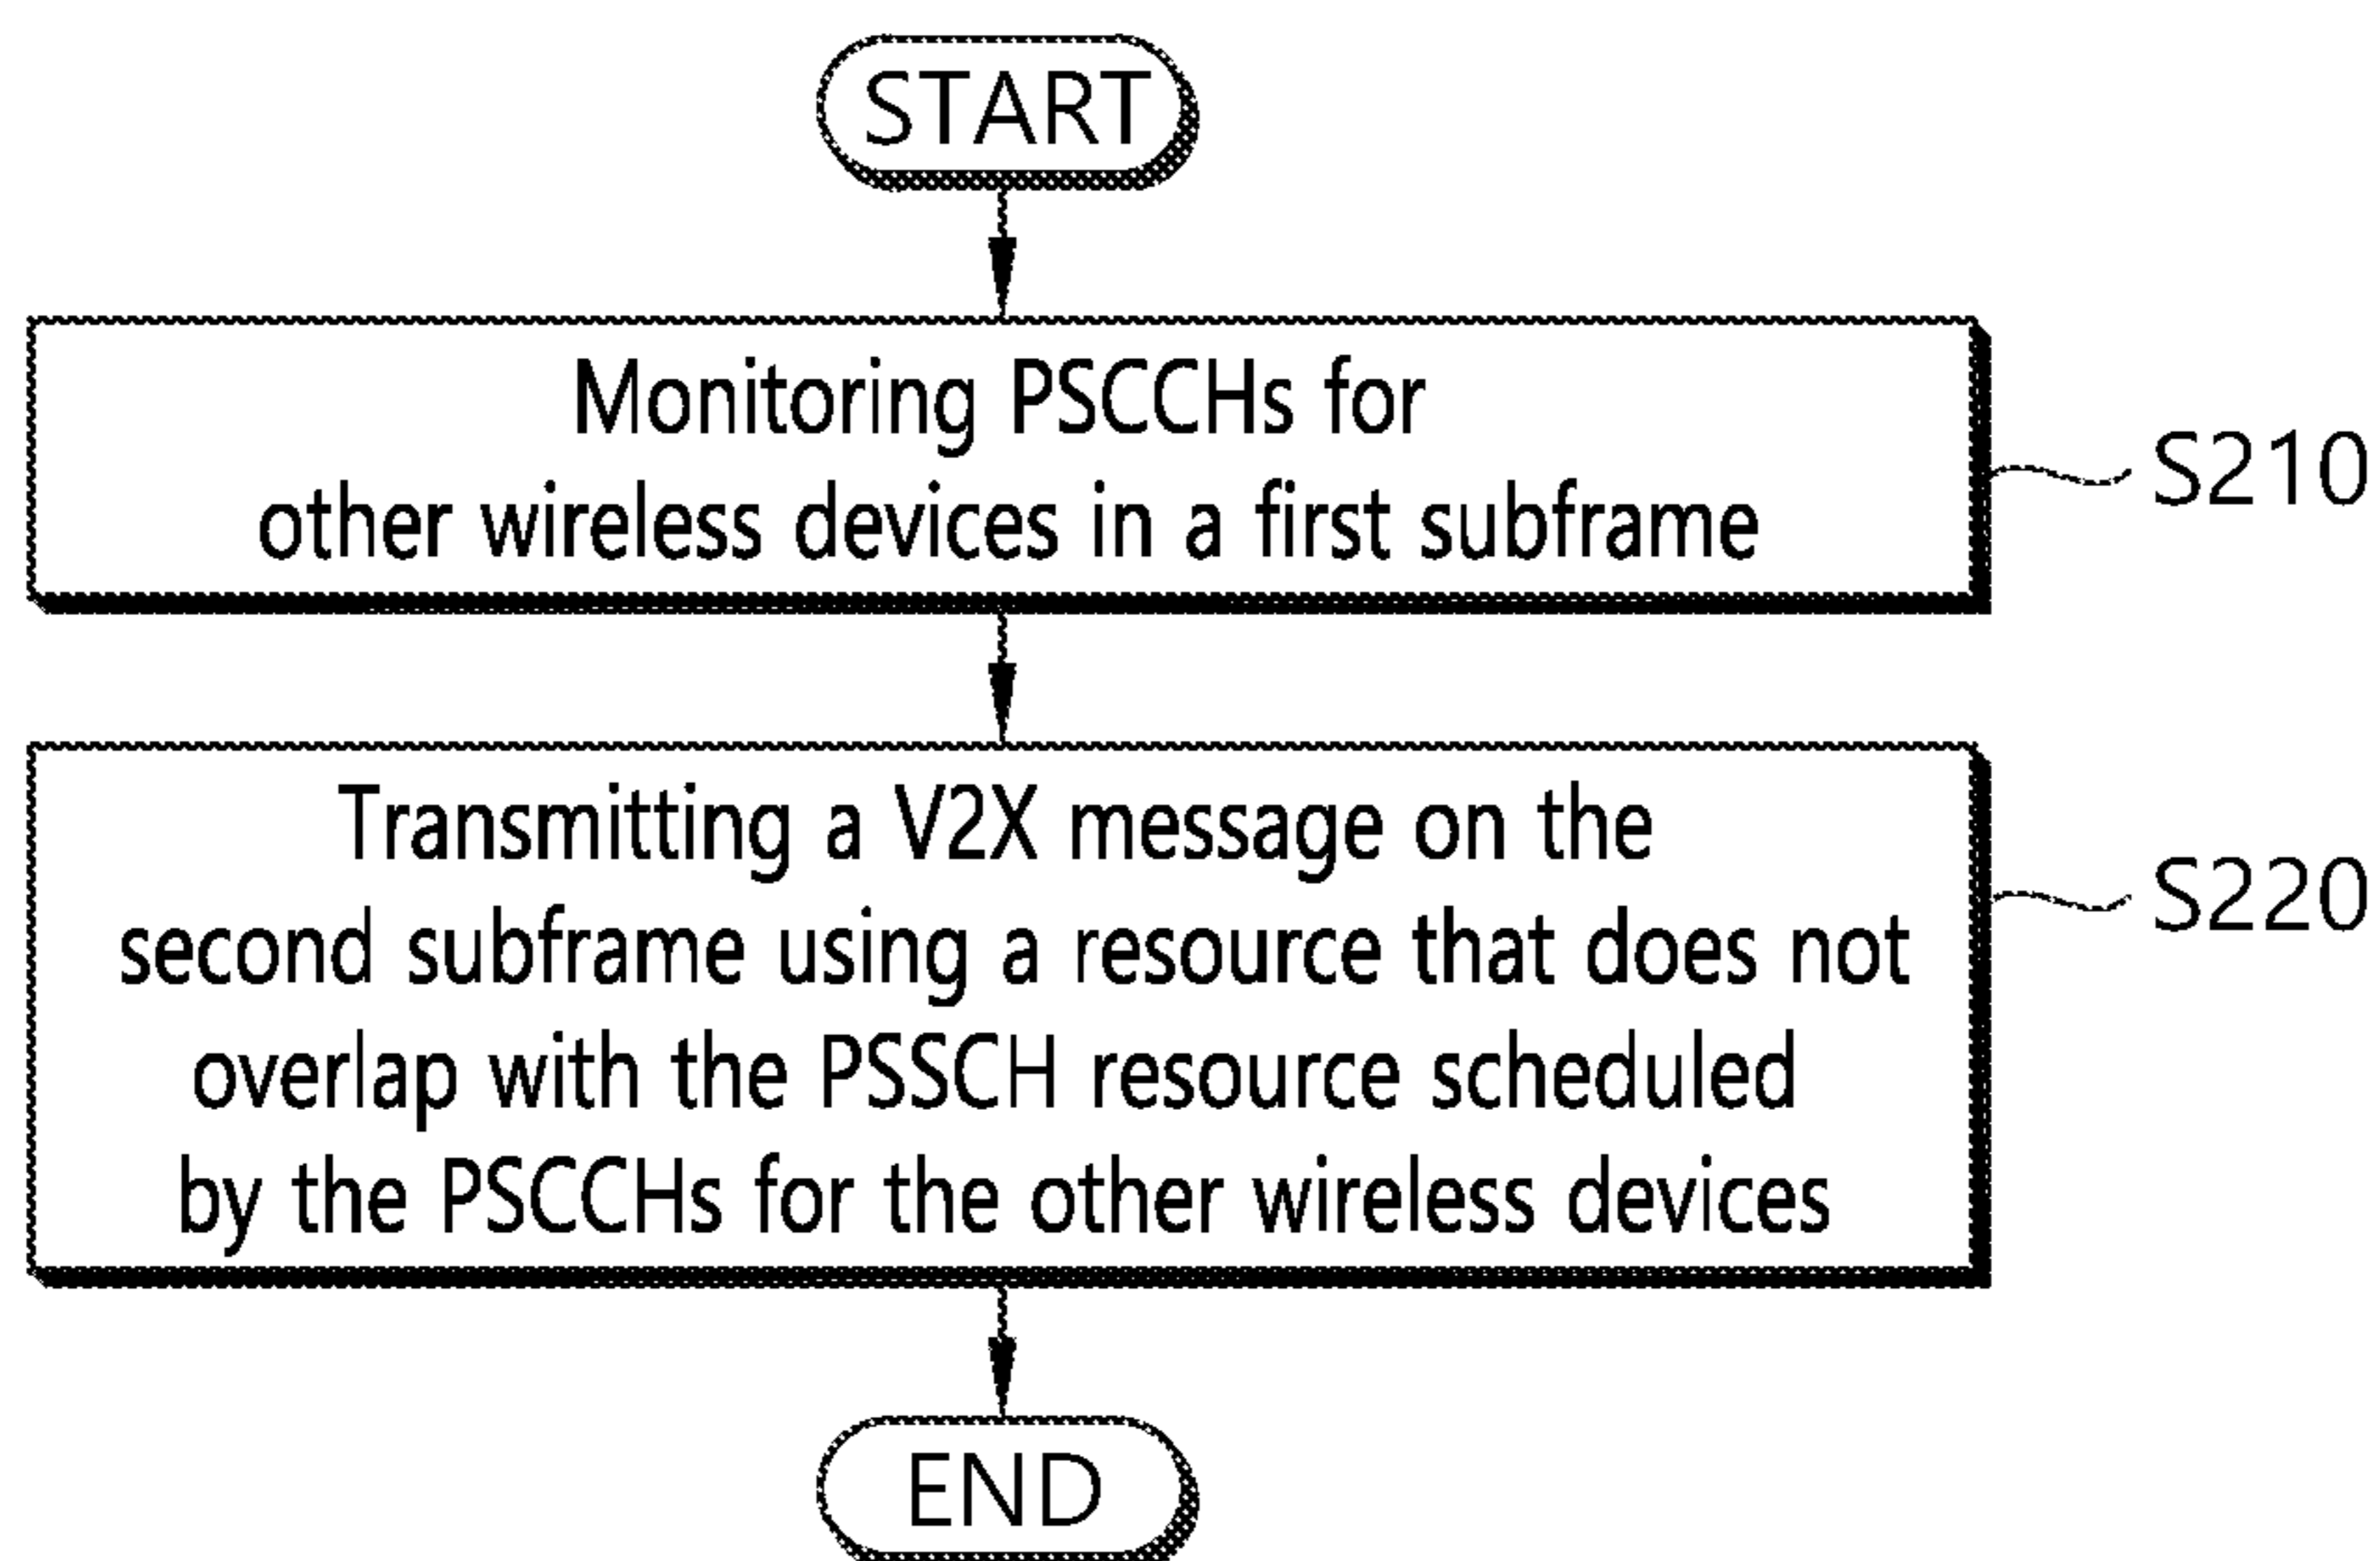 START
Monitoring PSCCHs for
other wireless devices in a first subframe
S210
Transmitting a V2X message on the
second subframe using a resource that does not
overlap with the PSSCH resource scheduled
by the PSCCHs for the other wireless devices
S220
END